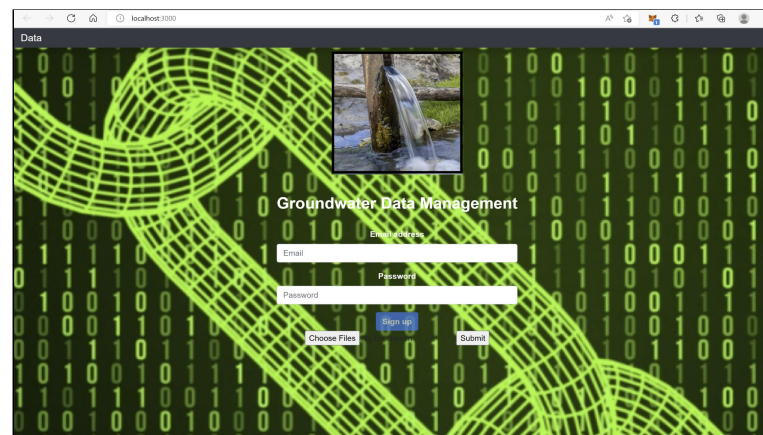 localhost:3000
Data
Groundwater Data Management
Email address
Email
Password
Password
Sign up
Choose Files
Submit